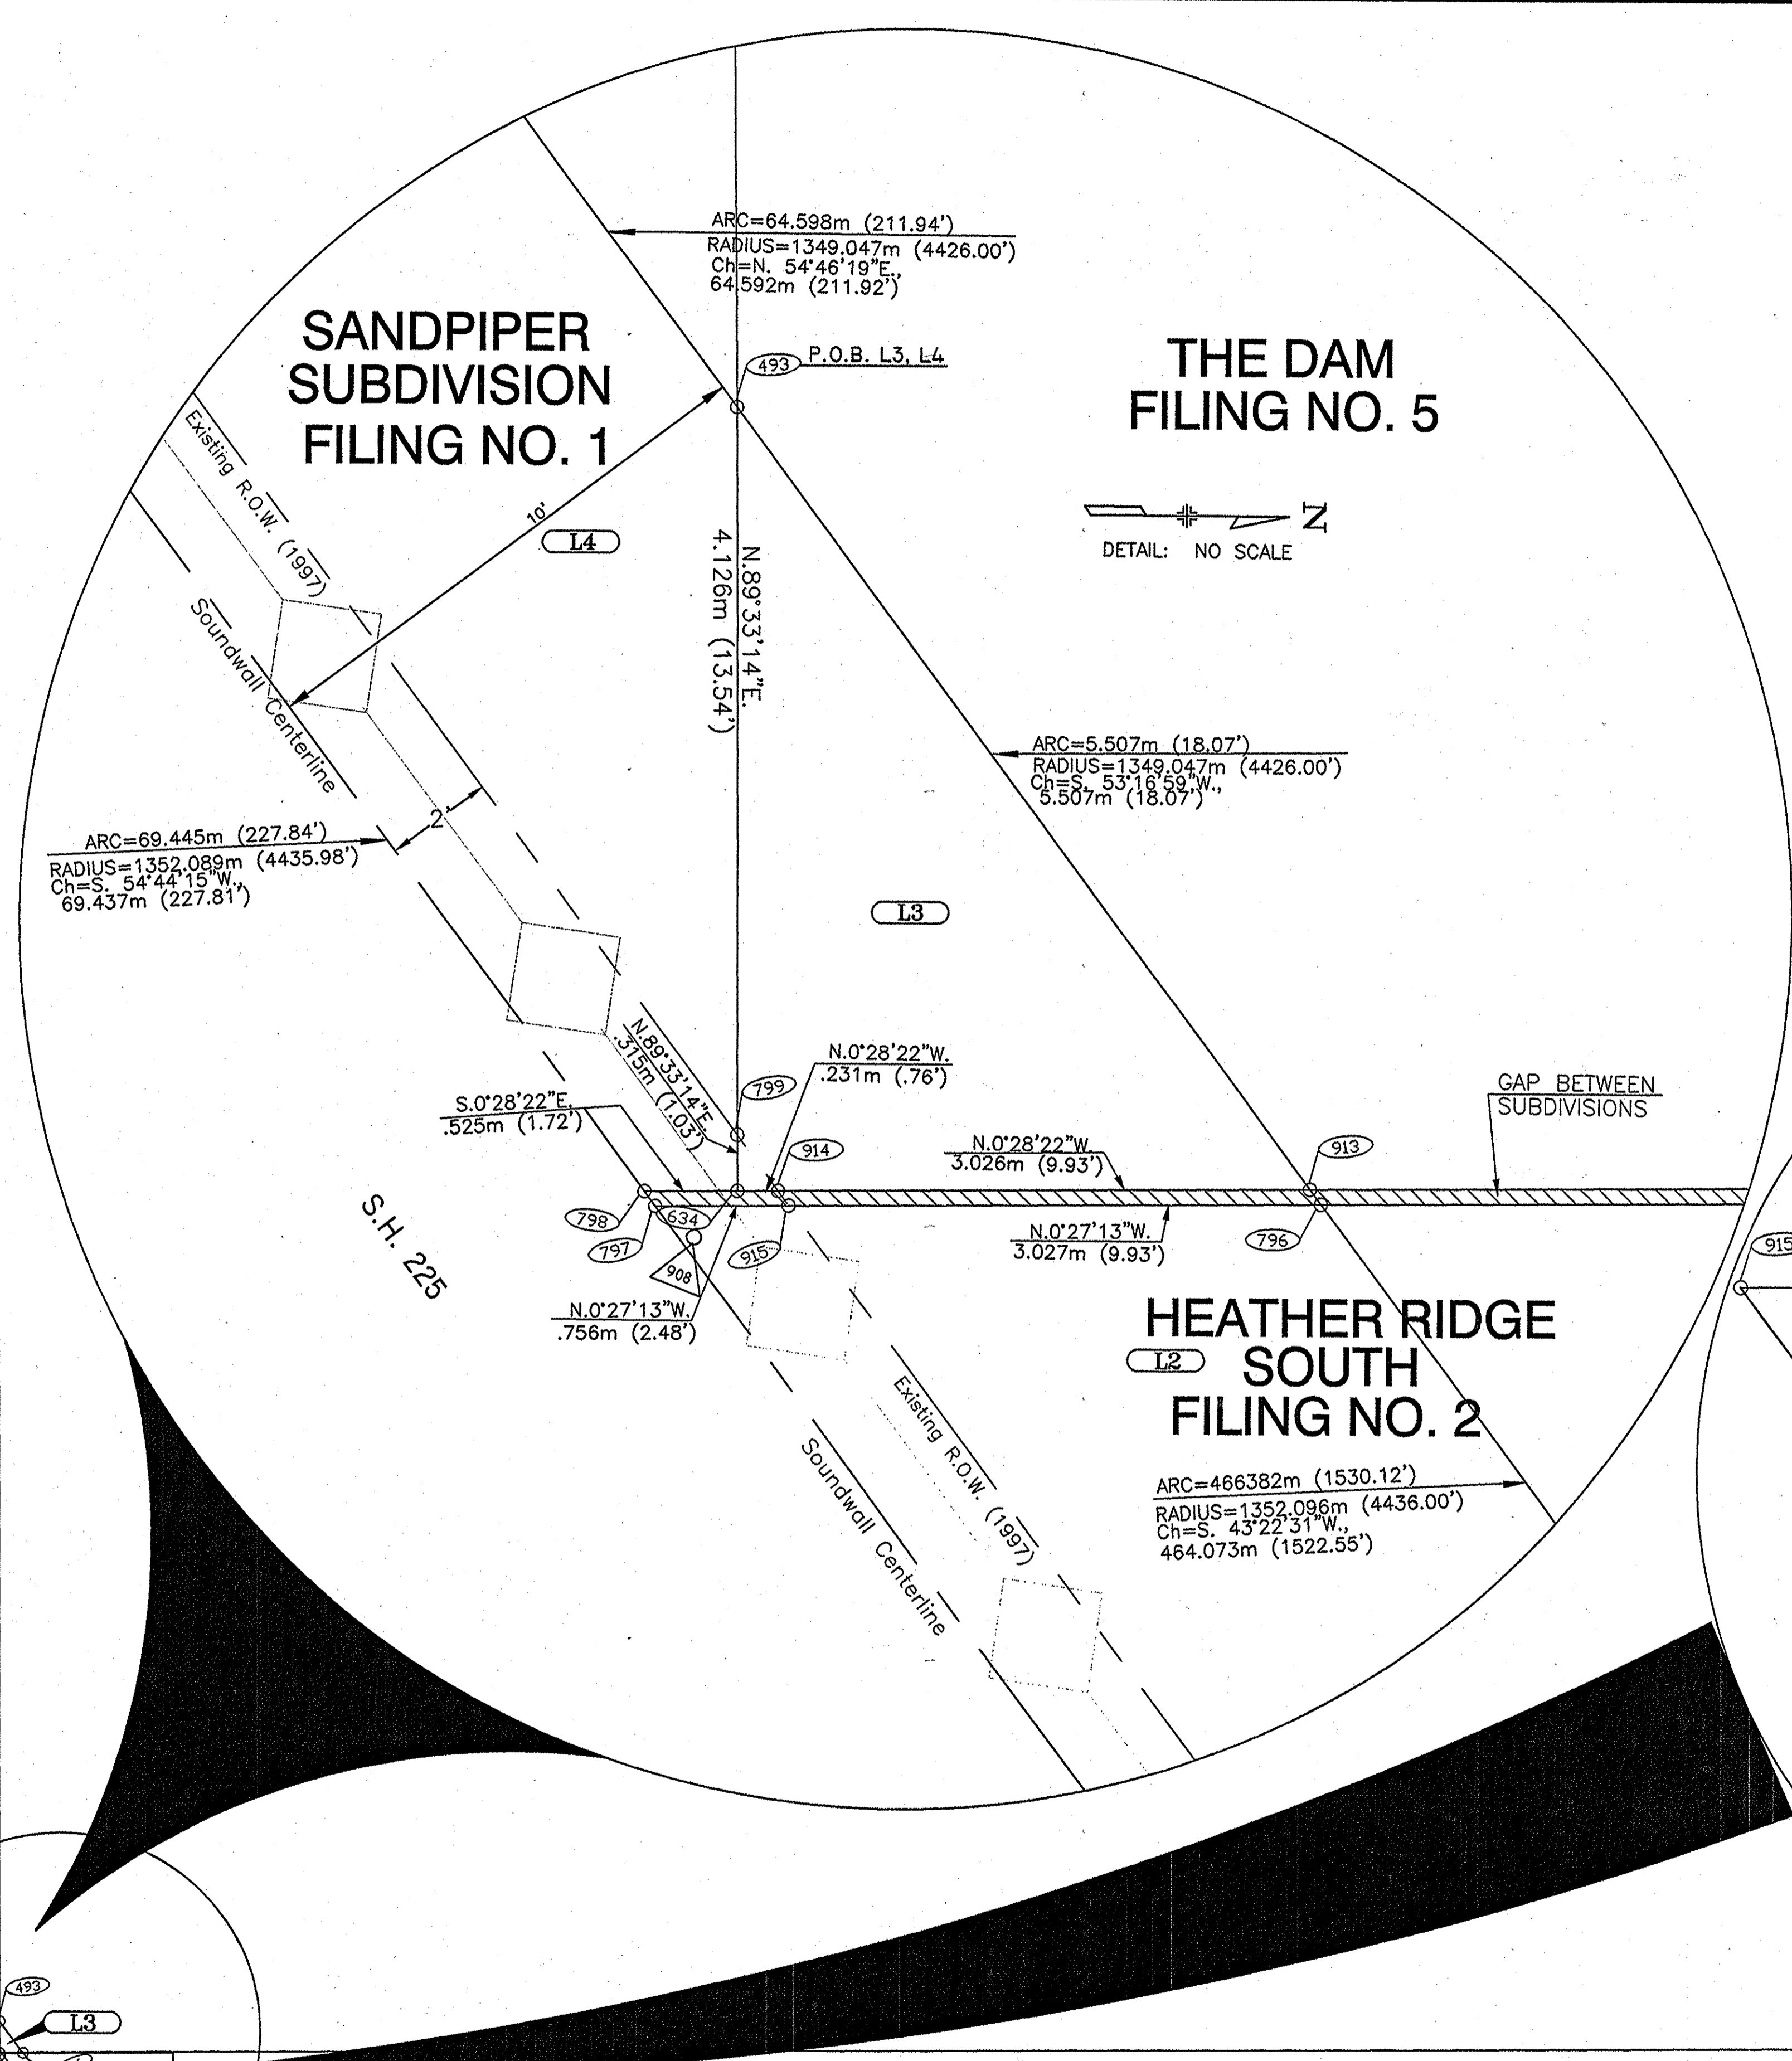 ARC=64.598m (211.94')
RADIUS=1349.047m (4426.00')
Ch=N. 54°46'19"E.,
64.592m (211.92')
SANDPIPER
SUBDIVISION
FILING NO. 1
493
P.O.B. L3, L4
THE DAM
FILING NO. 5
N
DETAIL: NO SCALE
Existing R.O.W. (1997)
10'
L4
N.89°33'14"E.
4.126m (13.54')
Soundwall Centerline
2'
ARC=5.507m (18.07')
RADIUS=1349.047m (4426.00')
Ch=S. 53°16'59"W.,
5.507m (18.07')
ARC=69.445m (227.84')
RADIUS=1352.089m (4435.98')
Ch=S. 54°44'15"W.,
69.437m (227.81')
L3
N.89°33'14"E.
.315m (1.03')
N.0°28'22"W.
.231m (.76')
799
S.0°28'22"E.
.525m (1.72')
914
N.0°28'22"W.
3.026m (9.93')
913
GAP BETWEEN
SUBDIVISIONS
S.H. 225
798
634
797
915
908
N.0°27'13"W.
3.027m (9.93')
796
915
N.0°27'13"W.
.756m (2.48')
HEATHER RIDGE
L2 SOUTH
FILING NO. 2
Existing R.O.W. (1997)
Soundwall Centerline
ARC=466382m (1530.12')
RADIUS=1352.096m (4436.00')
Ch=S. 43°22'31"W.,
464.073m (1522.55')
493
L3